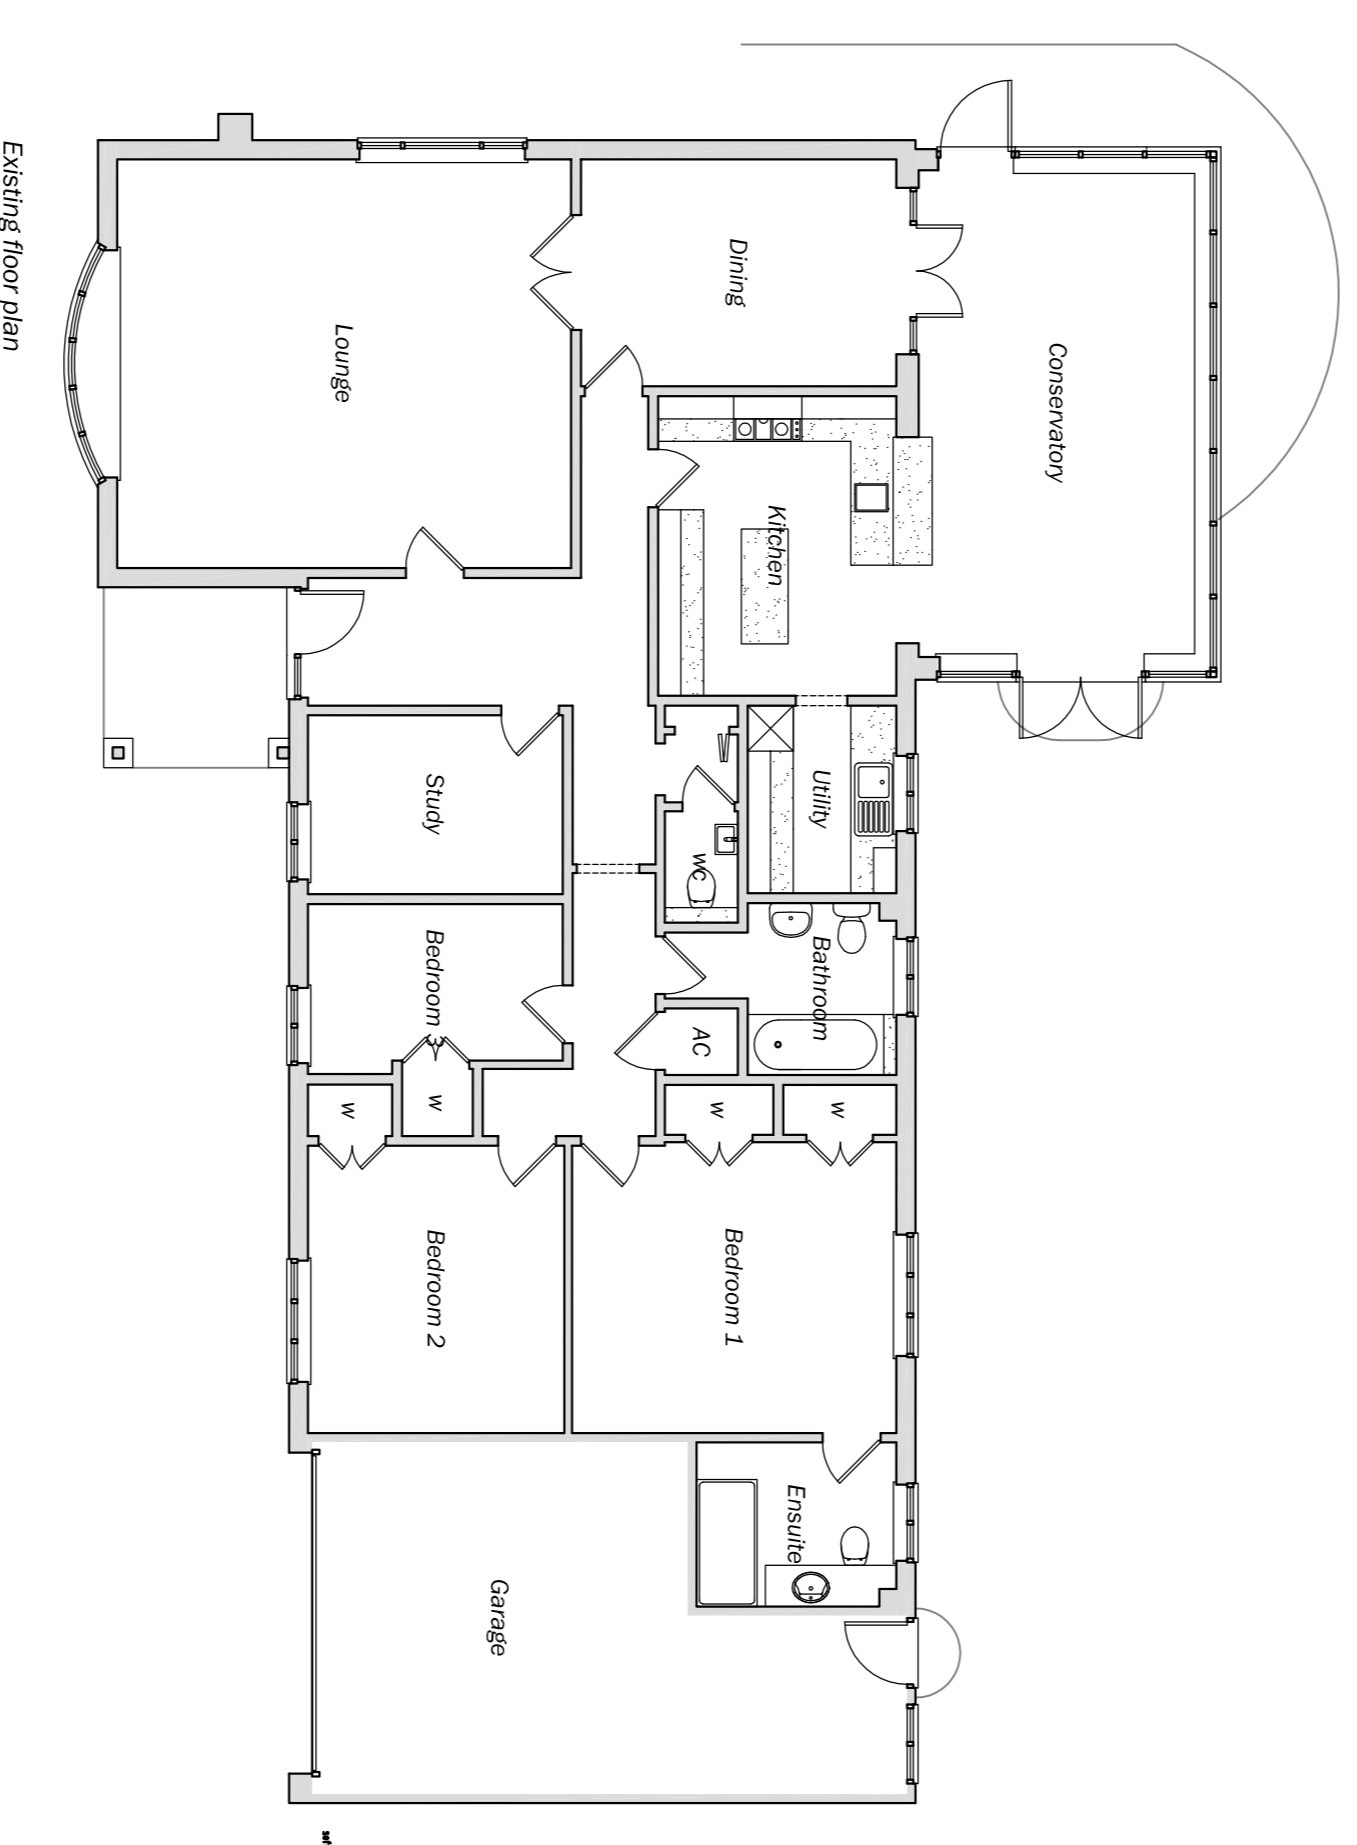 Existing floor plan
Conservatory
Dining
Lounge
Kitchen
Utility
WC
Study
Bathroom
AC
Bedroom 3
W
W
W
W
Bedroom 1
Bedroom 2
Ensuite
Garage